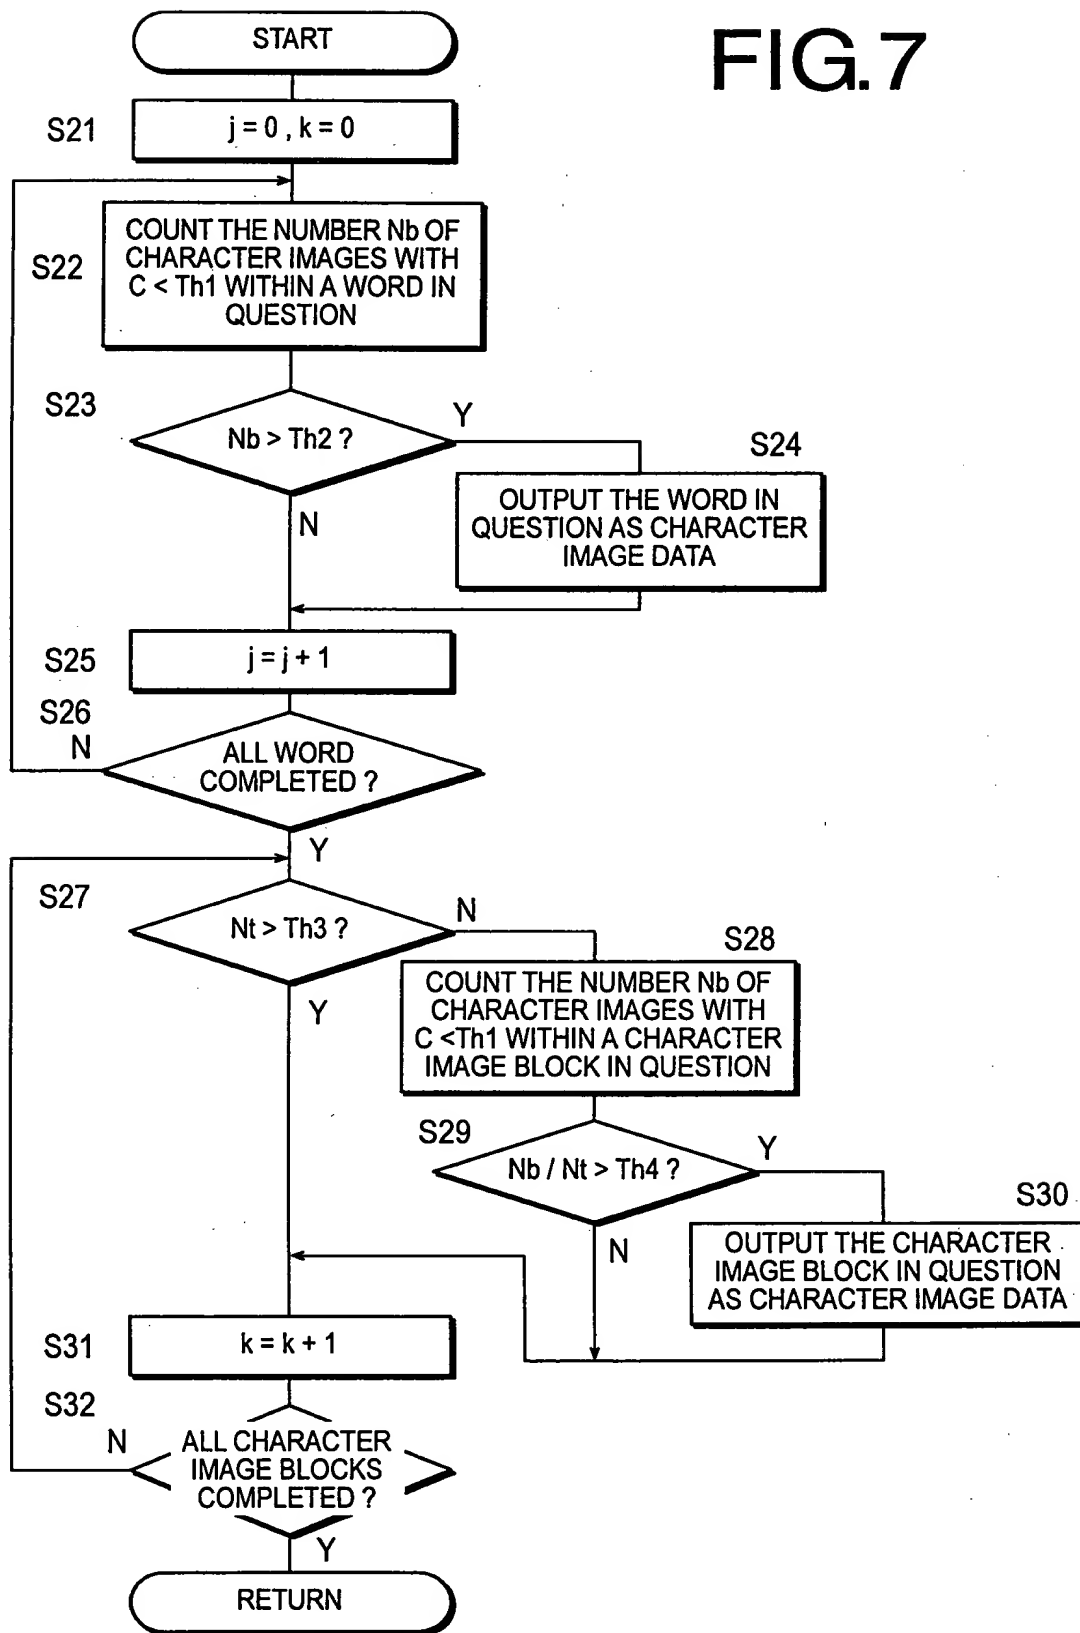 FIG.7
START
S21
j = 0 , k = 0
S22
COUNT THE NUMBER Nb OF
CHARACTER IMAGES WITH
C < Th1 WITHIN A WORD IN
QUESTION
S23
Nb > Th2 ?
Y
N
S24
OUTPUT THE WORD IN
QUESTION AS CHARACTER
IMAGE DATA
S25
j = j + 1
S26
N
ALL WORD
COMPLETED ?
Y
S27
Nt > Th3 ?
N
Y
S28
COUNT THE NUMBER Nb OF
CHARACTER IMAGES WITH
C <Th1 WITHIN A CHARACTER
IMAGE BLOCK IN QUESTION
S29
Nb / Nt > Th4 ?
Y
N
S30
OUTPUT THE CHARACTER
IMAGE BLOCK IN QUESTION
AS CHARACTER IMAGE DATA
S31
k = k + 1
S32
N
ALL CHARACTER
IMAGE BLOCKS
COMPLETED ?
Y
RETURN